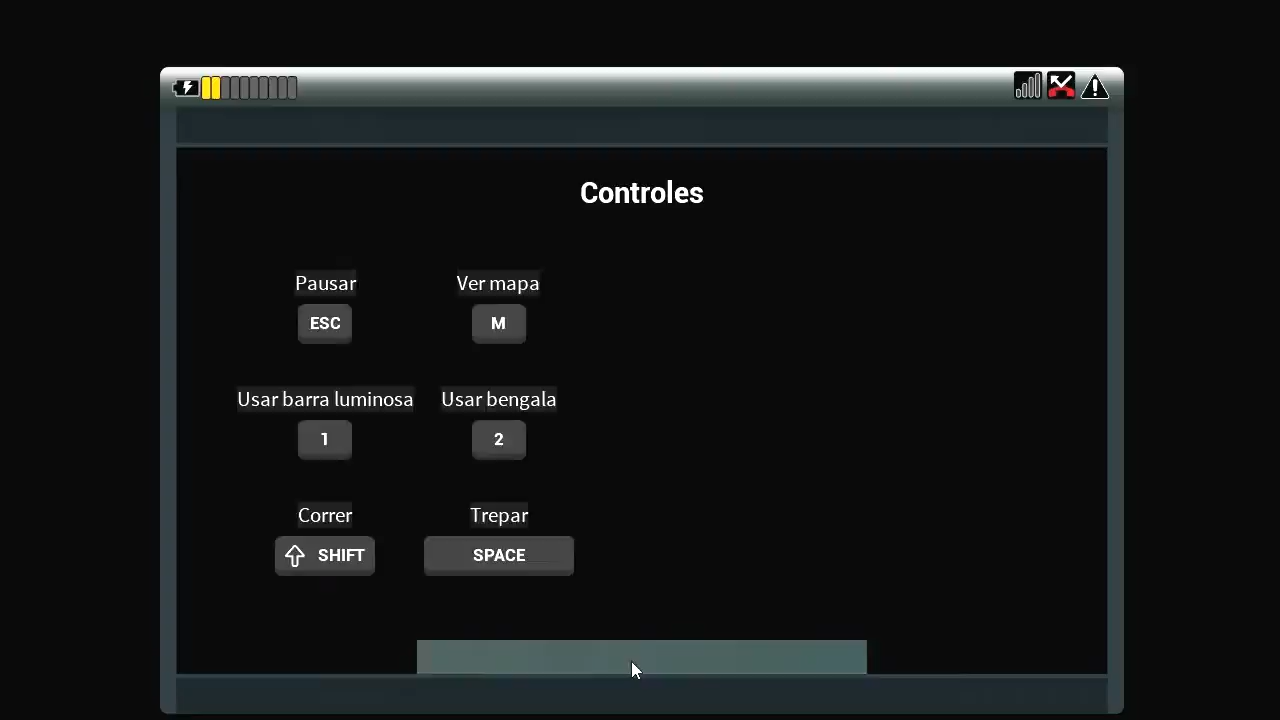 Controles
Pausar
Ver mapa
ESC
M
Usar barra luminosa
Usar bengala
1
2
Correr
Trepar
SHIFT
SPACE